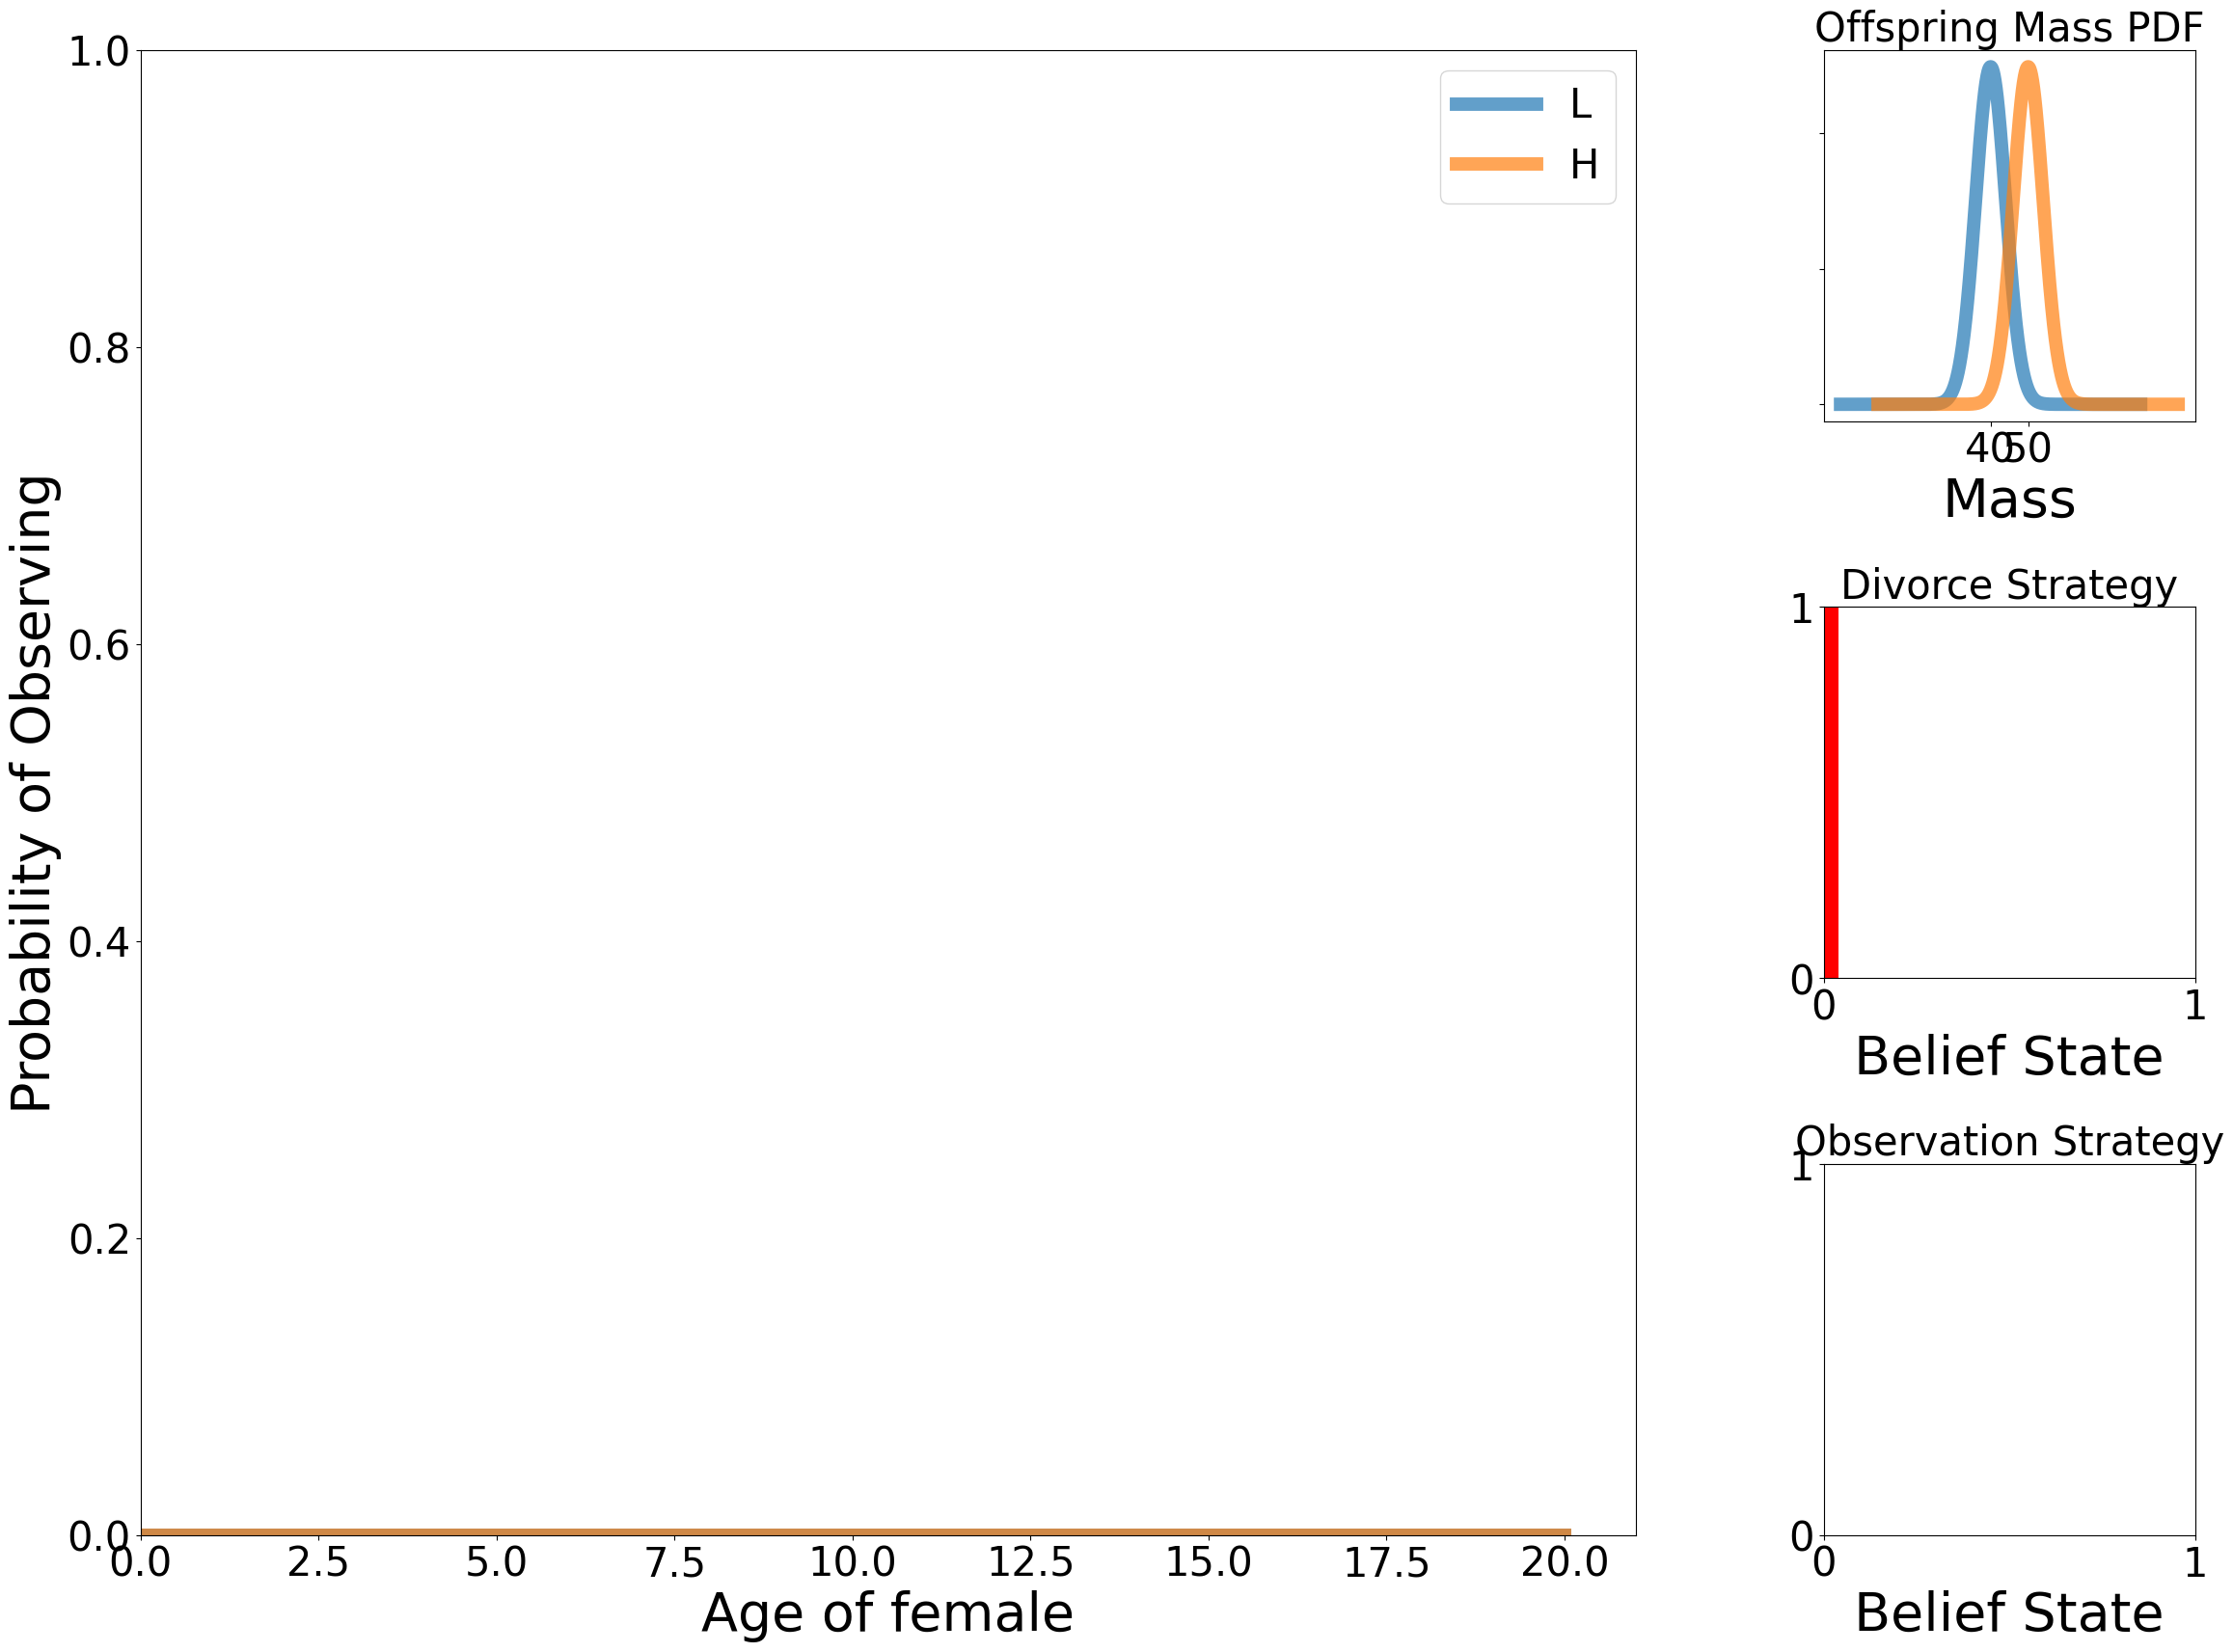 Probability of Observing
1.0
0.8
0.6
0.4
0.2
0.0
0.0 2.5 5.0 7.5 10.0 12.5 15.0 17.5 20.0
Age of female
L
H
Offspring Mass PDF
40 50
Mass
Divorce Strategy
1
0
0 1
Belief State
Observation Strategy
1
0
0 1
Belief State